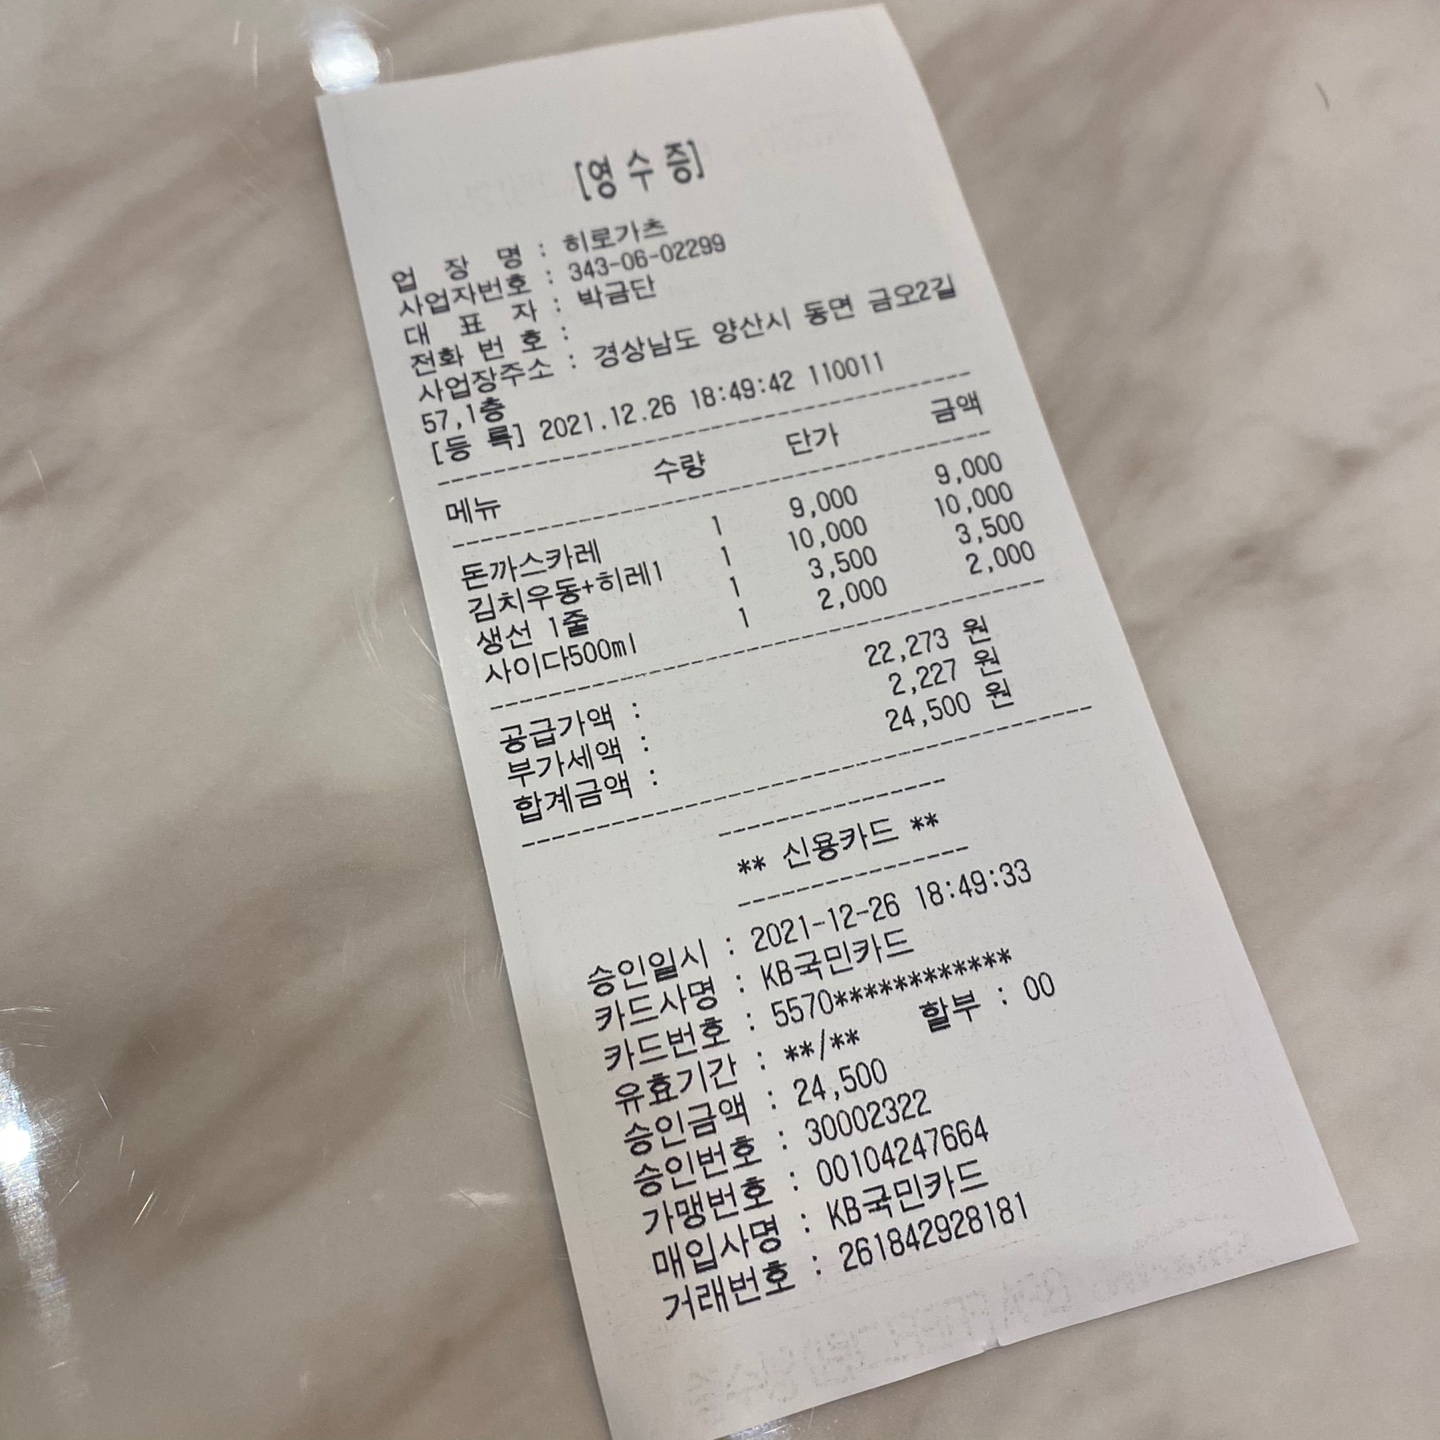 [영 수 증]
업 장 명 : 히로가츠
사업자번호 : 343-06-02299
대 표 자 : 박금단
전화 번 호 :
사업장주소 : 경상남도 양산시 동면 금오2길
57,1층
[등 록] 2021.12.26 18:49:42 110011
메뉴 수량 단가 금액
돈까스카레 1 9,000 9,000
김치우동+히레1 1 10,000 10,000
생선 1줄 1 3,500 3,500
사이다500ml 1 2,000 2,000
공급가액 : 22,273 원
부가세액 : 2,227 원
합계금액 : 24,500 원
** 신용카드 **
승인일시 : 2021-12-26 18:49:33
카드사명 : KB국민카드
카드번호 : 5570************
유효기간 : **/** 할부 : 00
승인금액 : 24,500
승인번호 : 30002322
가맹번호 : 00104247664
매입사명 : KB국민카드
거래번호 : 261842928181